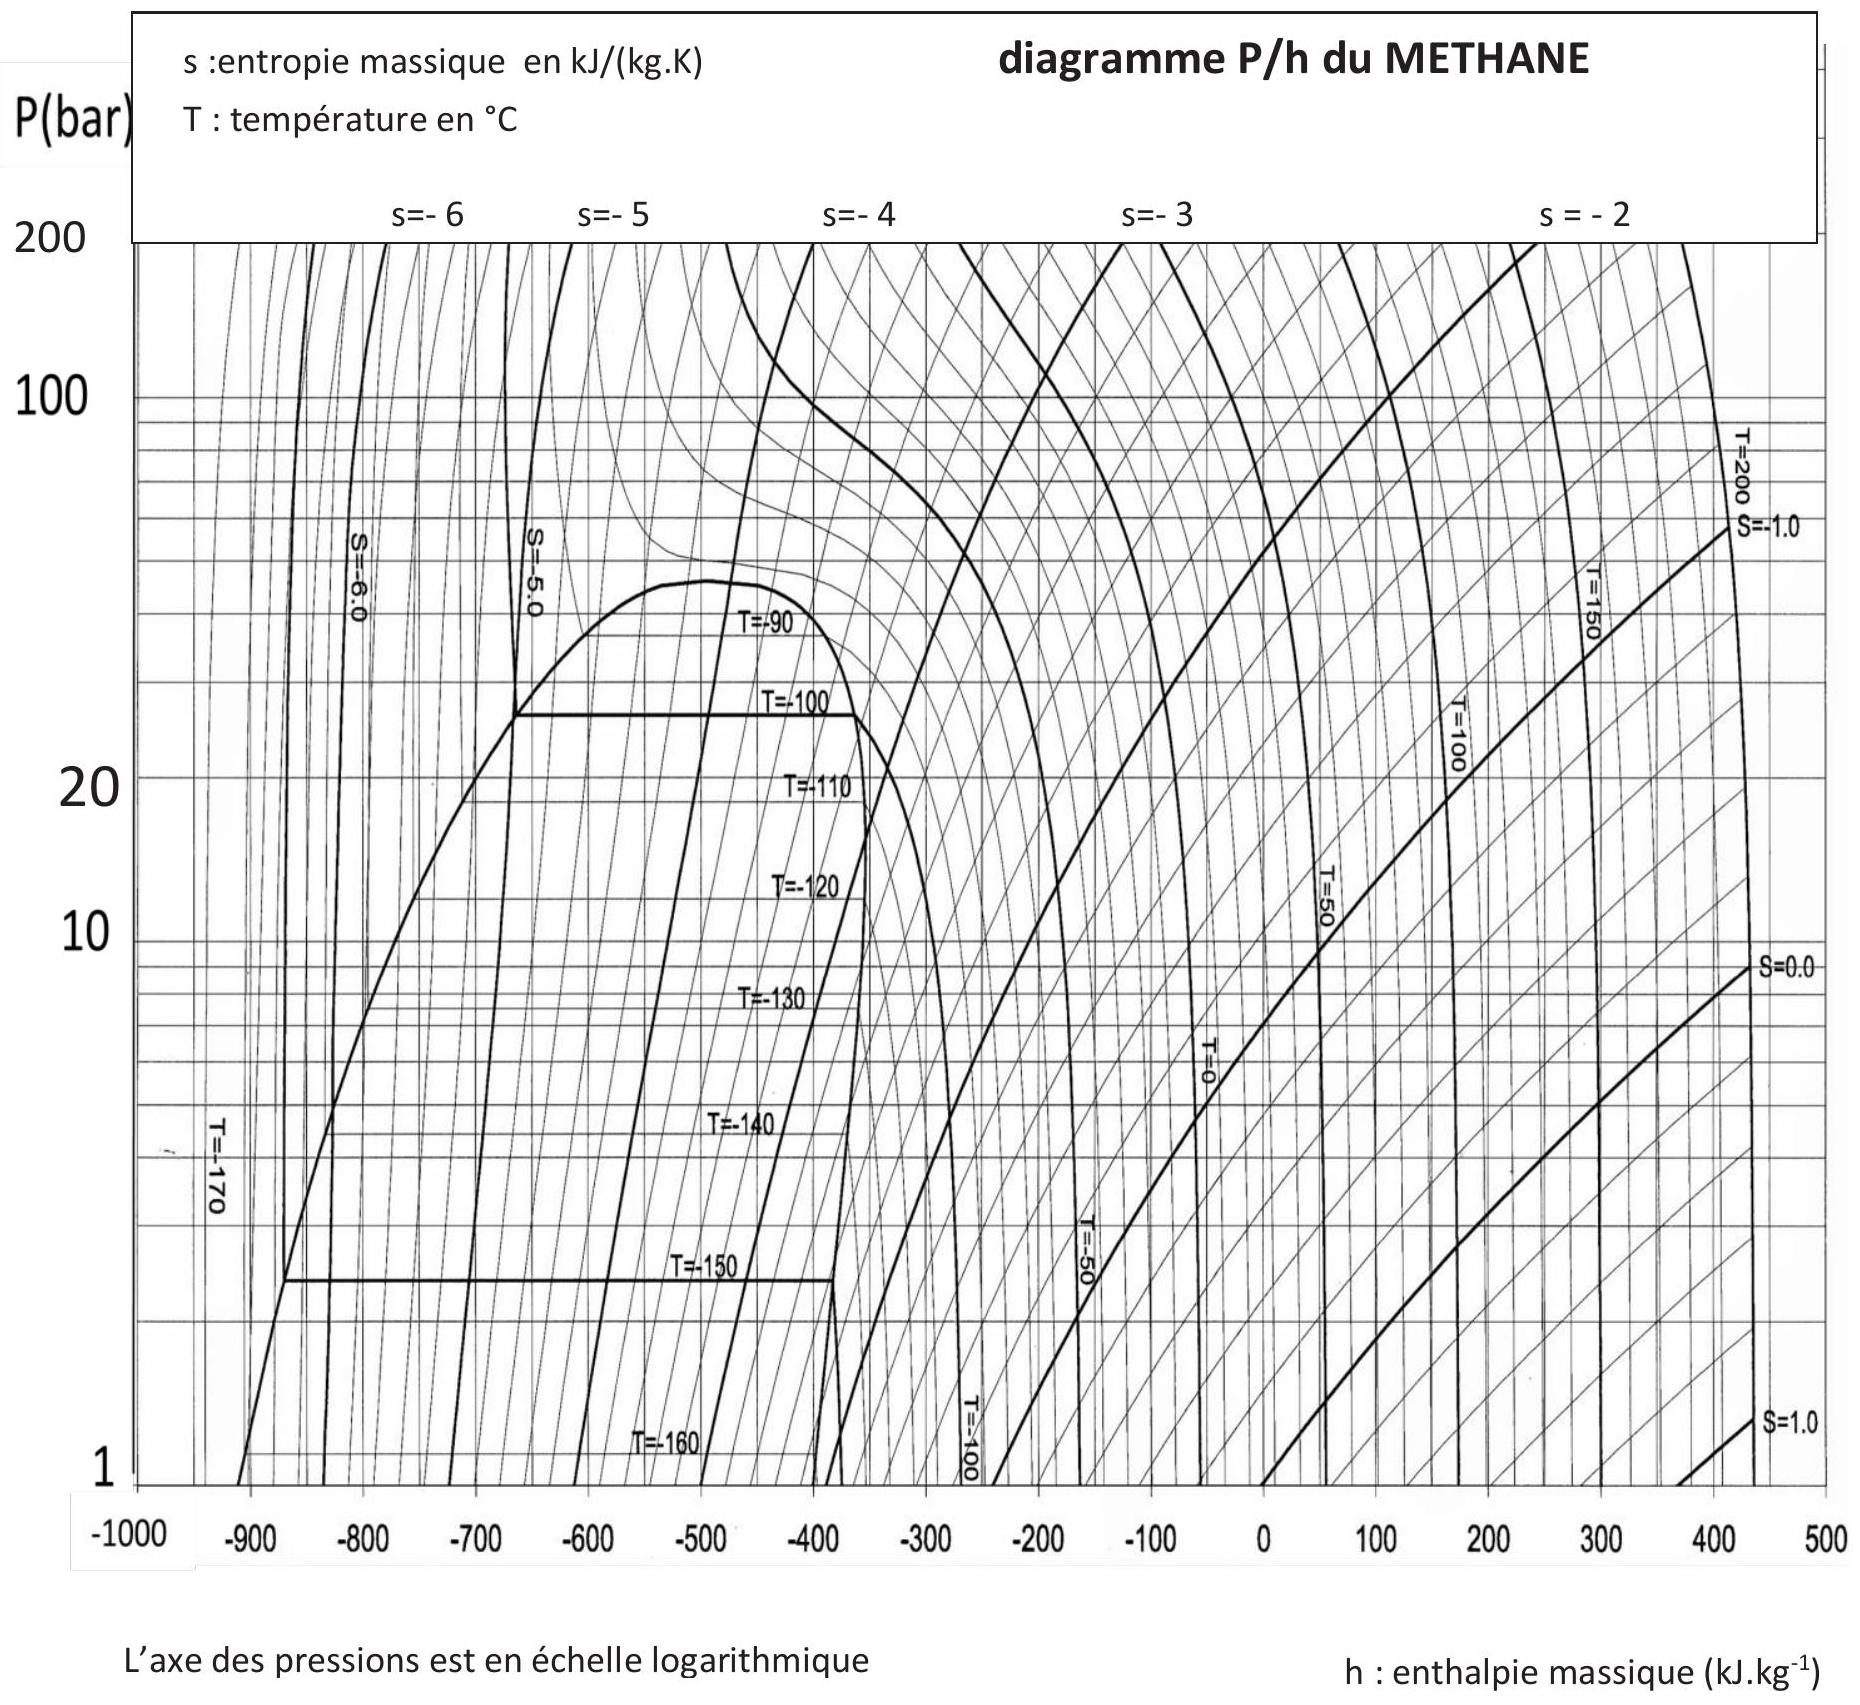 s :entropie massique en kJ/(kg.K)
diagramme P/h du METHANE
P(bar)
T : température en °C
s=- 6
s=- 5
s=- 4
s=- 3
s = - 2
200
100
T=200
S=-1.0
S=-6.0
S=-5.0
T=150
T=-90
T=-100
T=100
20
T=-110
T=-120
T=50
10
S=0.0
T=-130
T=0
T=-140
T=-170
T=-50
T=-150
T=-100
S=1.0
T=-160
1
-1000
-900
-800
-700
-600
-500
-400
-300
-200
-100
0
100
200
300
400
500
L’axe des pressions est en échelle logarithmique
h : enthalpie massique (kJ.kg-1)